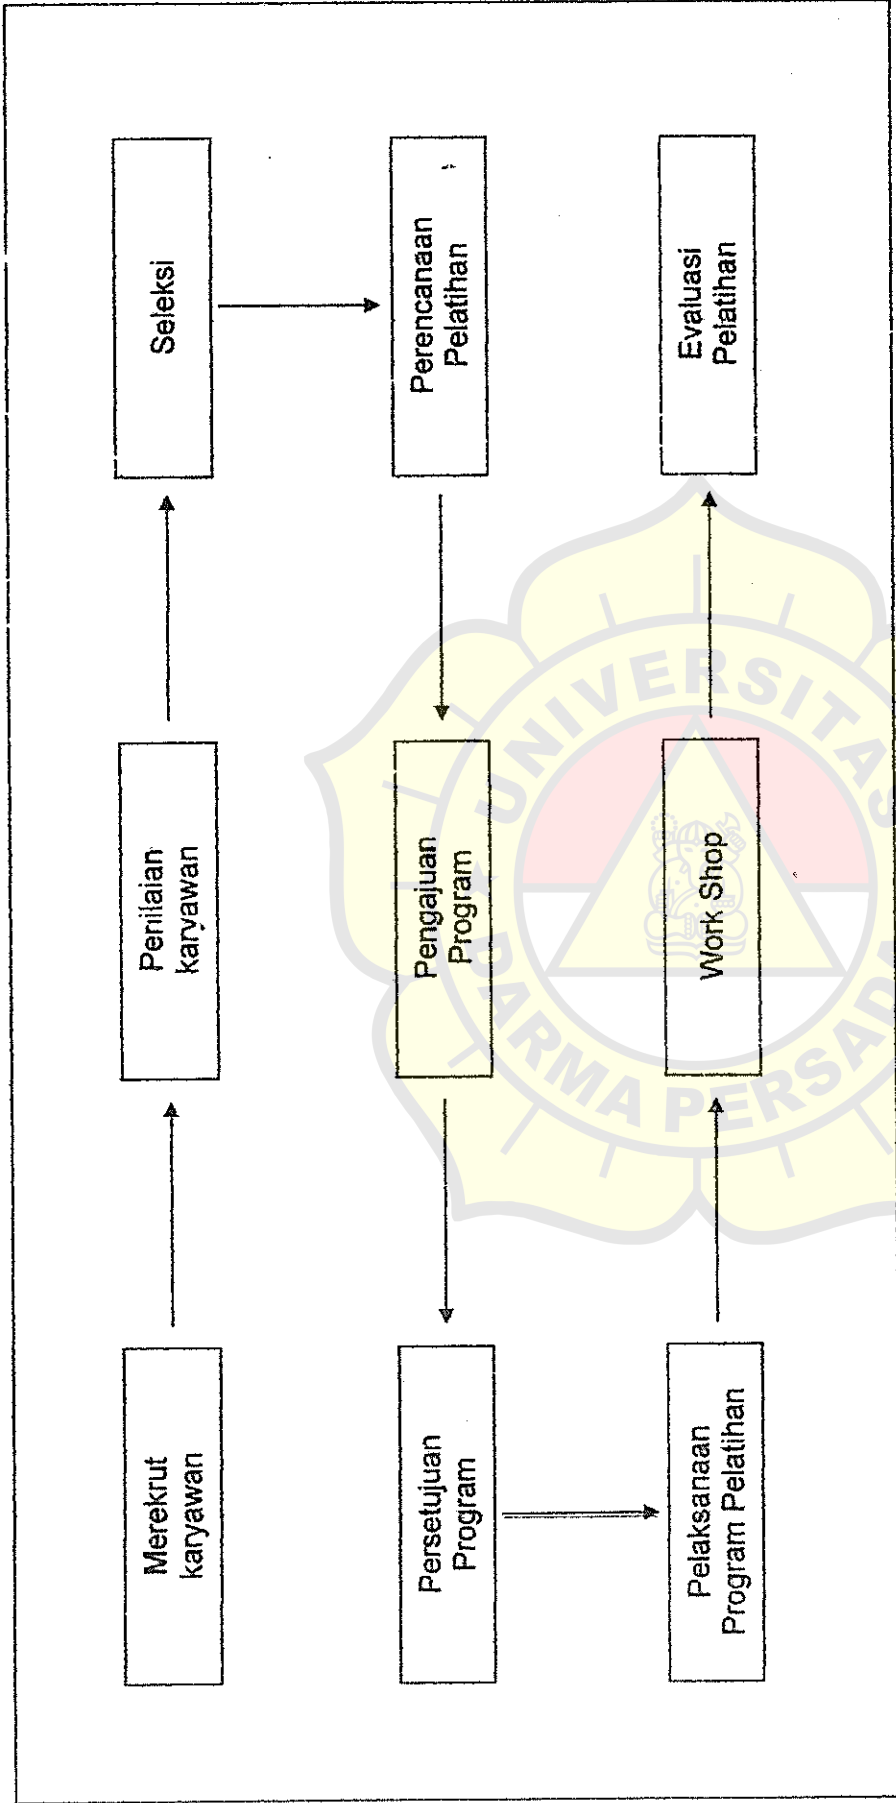 Merekrut
karyawan
Penilaian
karyawan
Seleksi
Perencanaan
Pelatihan
Pengajuan
Program
Persetujuan
Program
Pelaksanaan
Program Pelatihan
Work Shop
Evaluasi
Pelatihan
UNIVERSITAS
DARMA PERSADA